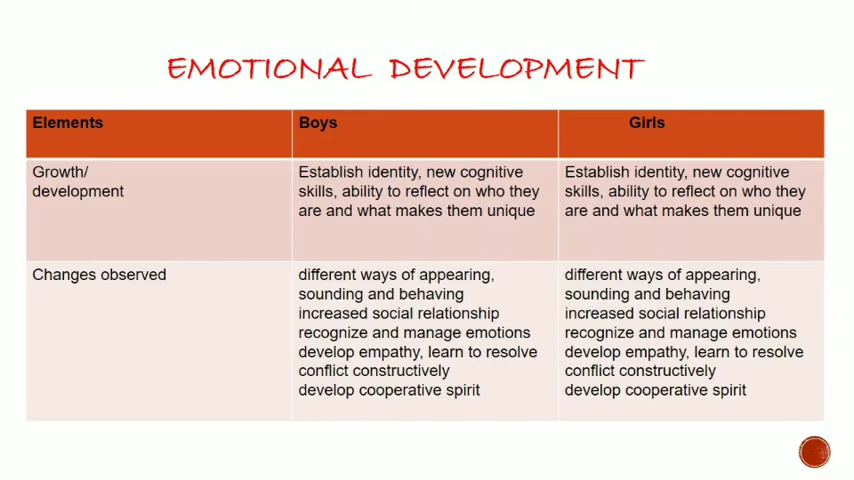 EMOTIONAL DEVELOPMENT
Elements
Boys
Girls
Growth/
development
Establish identity, new cognitive
skills, ability to reflect on who they
are and what makes them unique
Establish identity, new cognitive
skills, ability to reflect on who they
are and what makes them unique
Changes observed
different ways of appearing,
sounding and behaving
increased social relationship
recognize and manage emotions
develop empathy, learn to resolve
conflict constructively
develop cooperative spirit
different ways of appearing,
sounding and behaving
increased social relationship
recognize and manage emotions
develop empathy, learn to resolve
conflict constructively
develop cooperative spirit